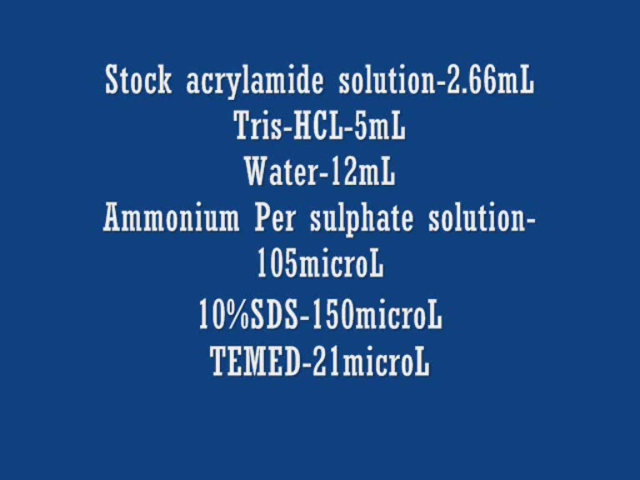 Stock acrylamide solution-2.66mL
Tris-HCL-5mL
Water-12mL
Ammonium Per sulphate solution-
105microL
10%SDS-150microL
TEMED-21microL